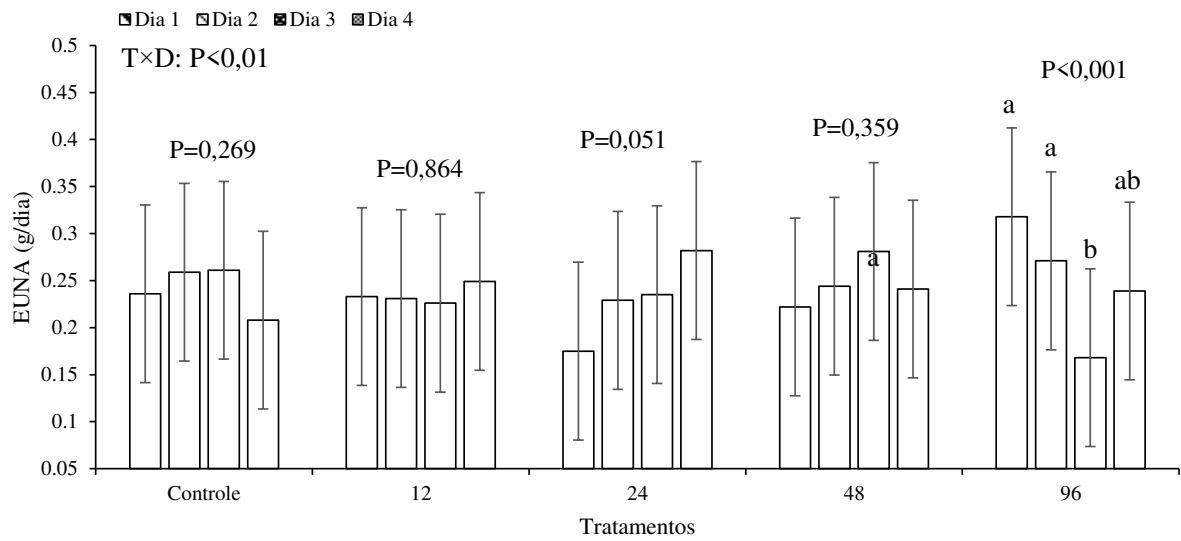 Dia 1 Dia 2 Dia 3 Dia 4
T×D: P<0,01
P<0,001
P=0,269
P=0,864
P=0,051
P=0,359
a
a
b
ab
a
EUNA (g/dia)
0.5
0.45
0.4
0.35
0.3
0.25
0.2
0.15
0.1
0.05
Controle 12 24 48 96
Tratamentos